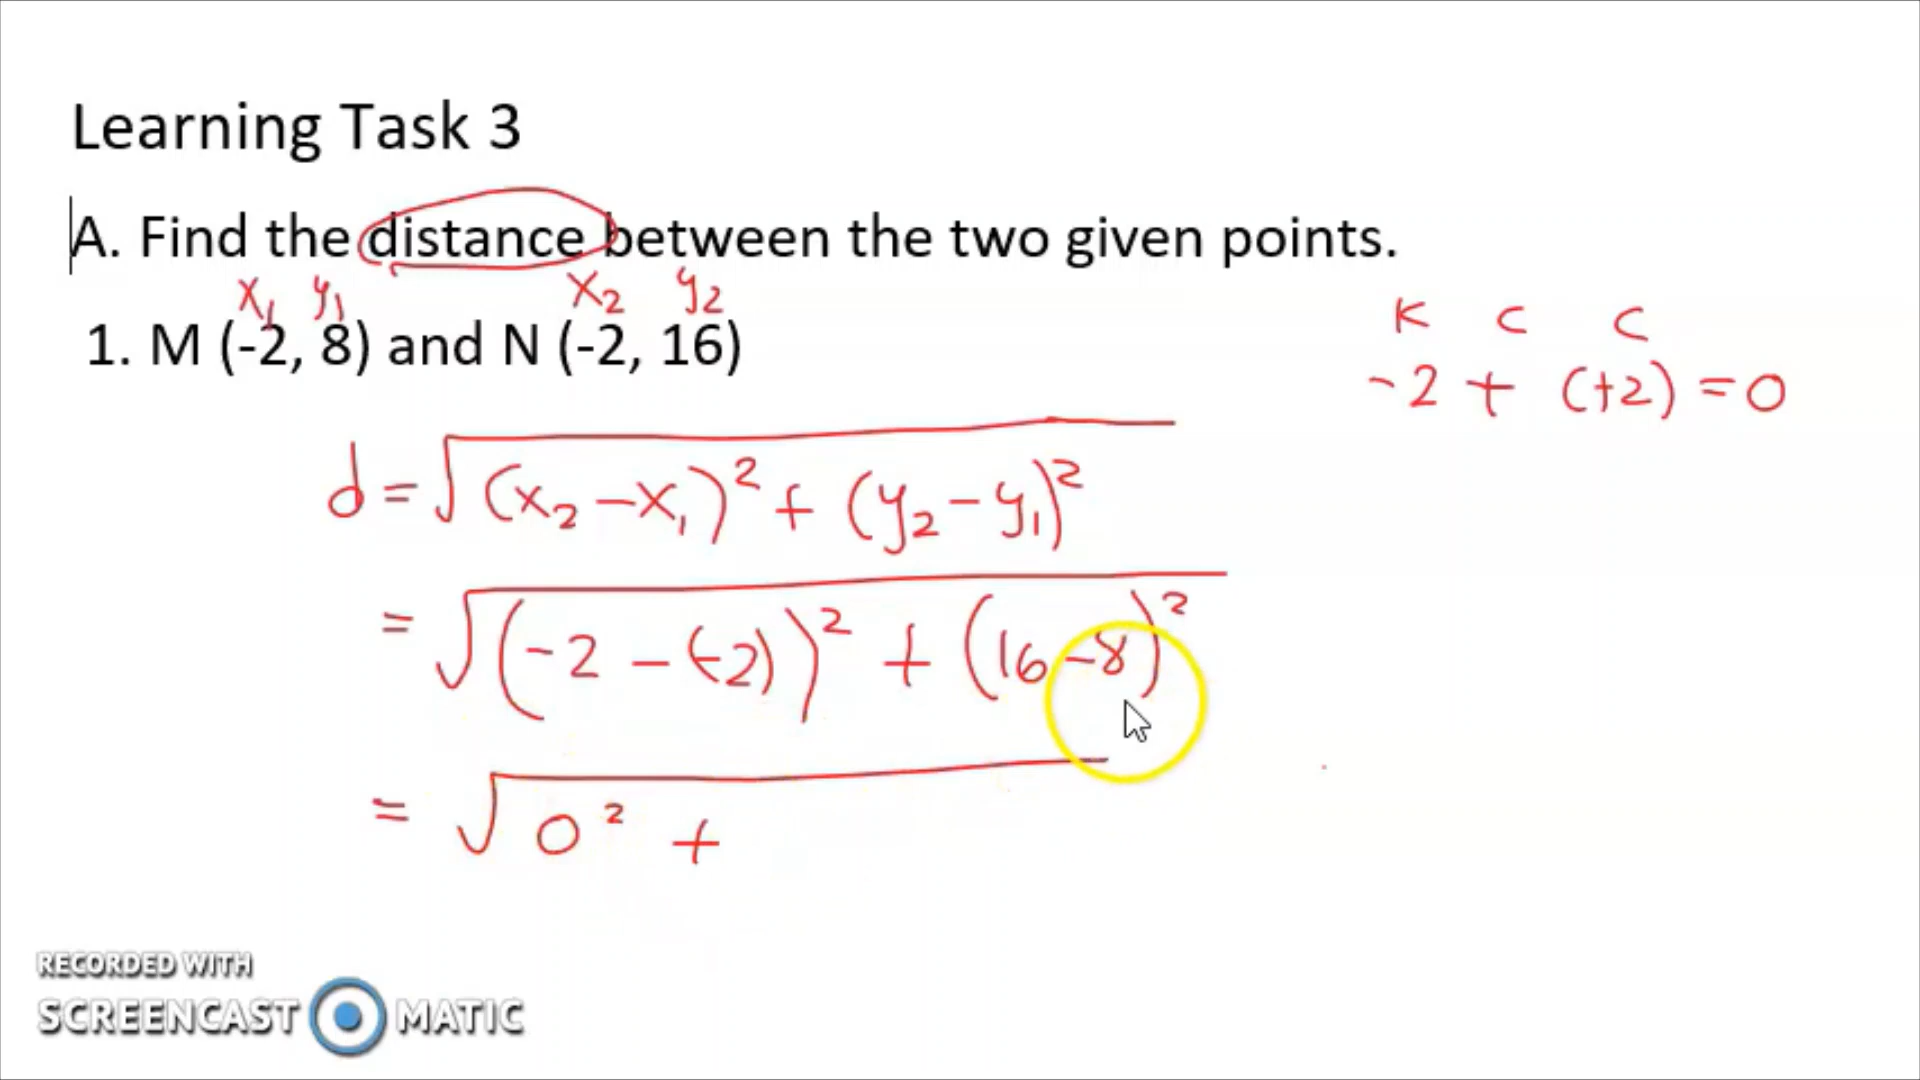 Learning Task 3
A. Find the distance between the two given points.
x₁ y₁ x₂ y₂
1. M (-2, 8) and N (-2, 16)
K C C
-2 + (+2) = 0
d = √(x₂ - x₁)² + (y₂ - y₁)²
= √(-2 - (-2))² + (16 - 8)²
= √0² +
RECORDED WITH
SCREENCAST MATIC